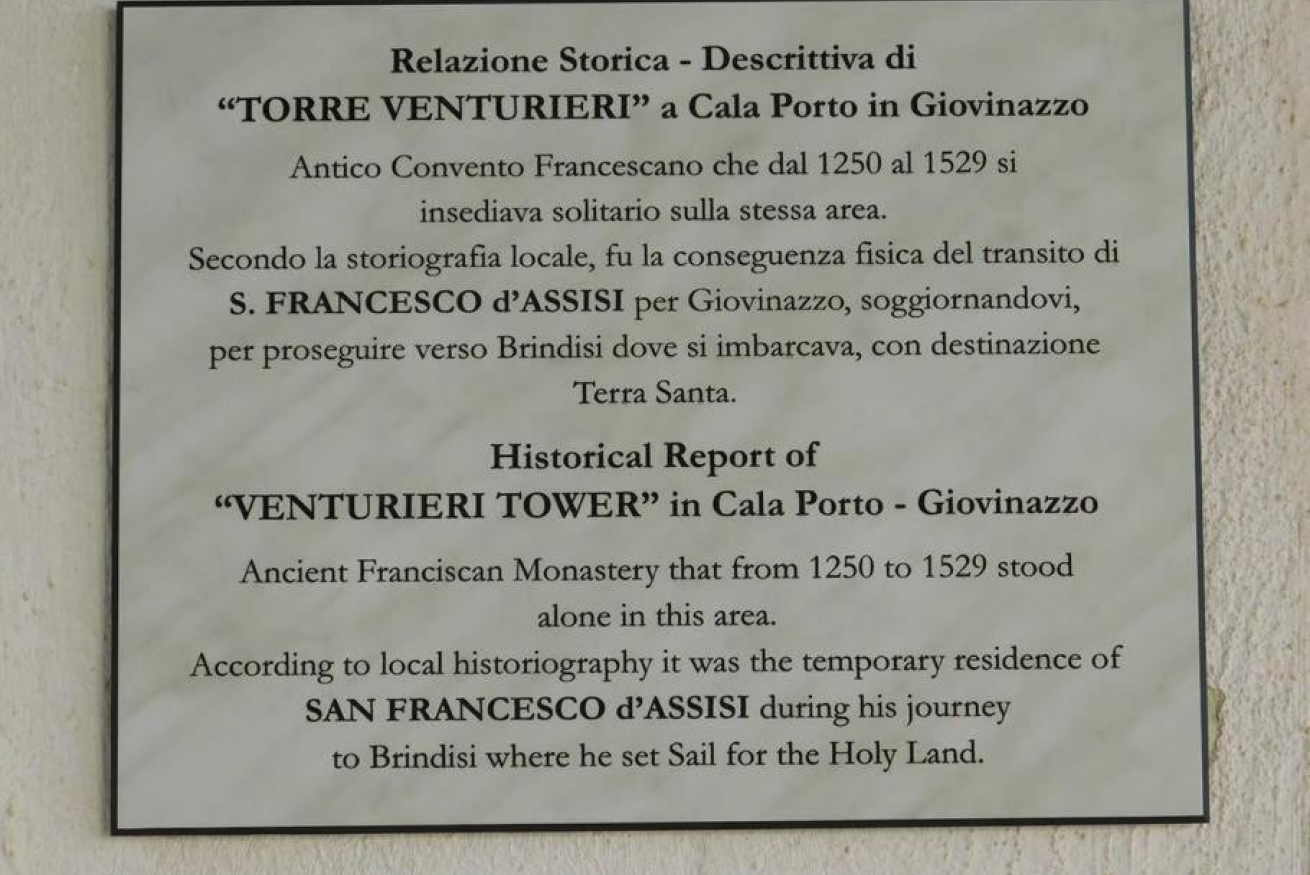 Relazione Storica - Descrittiva di
“TORRE VENTURIERI” a Cala Porto in Giovinazzo
Antico Convento Francescano che dal 1250 al 1529 si
insediava solitario sulla stessa area.
Secondo la storiografia locale, fu la conseguenza fisica del transito di
S. FRANCESCO d’ASSISI per Giovinazzo, soggiornandovi,
per proseguire verso Brindisi dove si imbarcava, con destinazione
Terra Santa.
Historical Report of
“VENTURIERI TOWER” in Cala Porto - Giovinazzo
Ancient Franciscan Monastery that from 1250 to 1529 stood
alone in this area.
According to local historiography it was the temporary residence of
SAN FRANCESCO d’ASSISI during his journey
to Brindisi where he set Sail for the Holy Land.